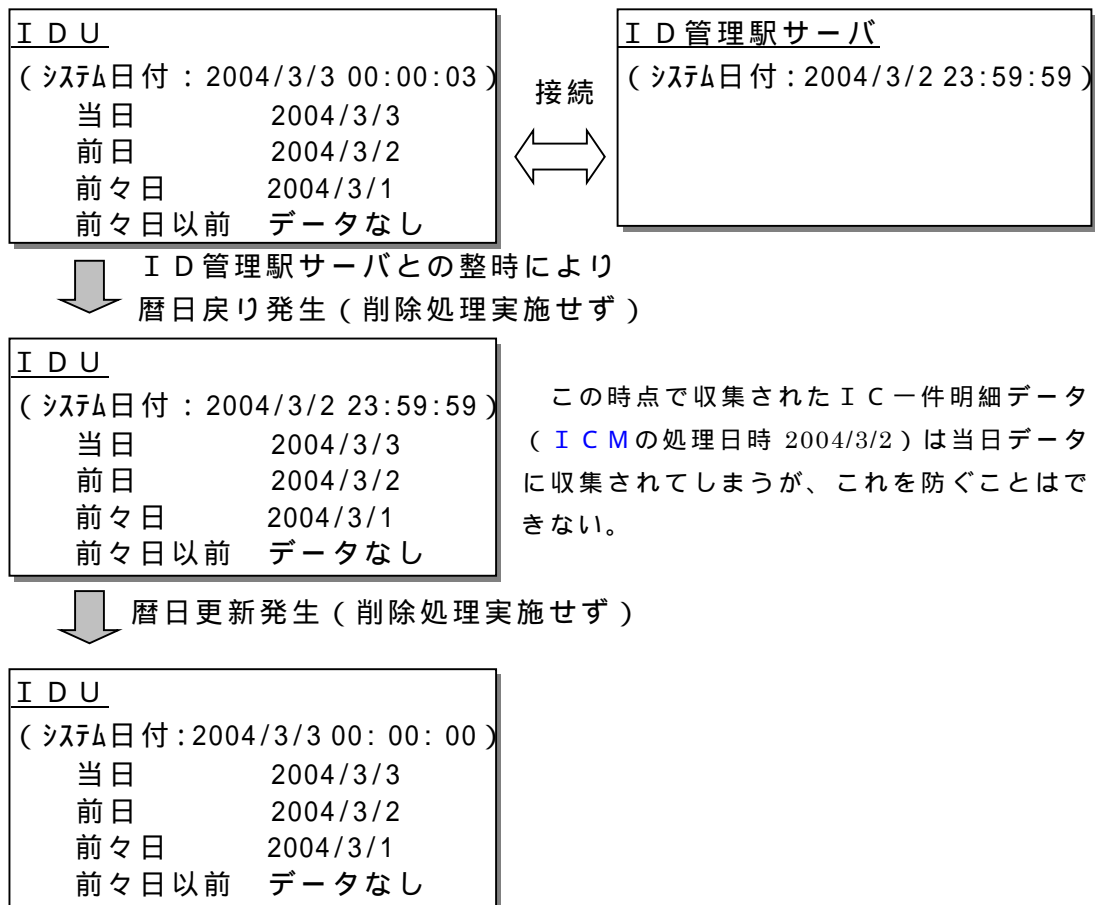 ＩＤＵ
（ｼｽﾃﾑ日付：2004/3/3 00:00:03）
当日 2004/3/3
前日 2004/3/2
前々日 2004/3/1
前々日以前 データなし
接続
ＩＤ管理駅サーバ
（ｼｽﾃﾑ日付：2004/3/2 23:59:59）
ＩＤ管理駅サーバとの整時により
暦日戻り発生（削除処理実施せず）
ＩＤＵ
（ｼｽﾃﾑ日付：2004/3/2 23:59:59）
当日 2004/3/3
前日 2004/3/2
前々日 2004/3/1
前々日以前 データなし
この時点で収集されたＩＣ一件明細データ
（ＩＣＭの処理日時 2004/3/2）は当日データ
に収集されてしまうが、これを防ぐことはで
きない。
暦日更新発生（削除処理実施せず）
ＩＤＵ
（ｼｽﾃﾑ日付：2004/3/3 00: 00: 00）
当日 2004/3/3
前日 2004/3/2
前々日 2004/3/1
前々日以前 データなし